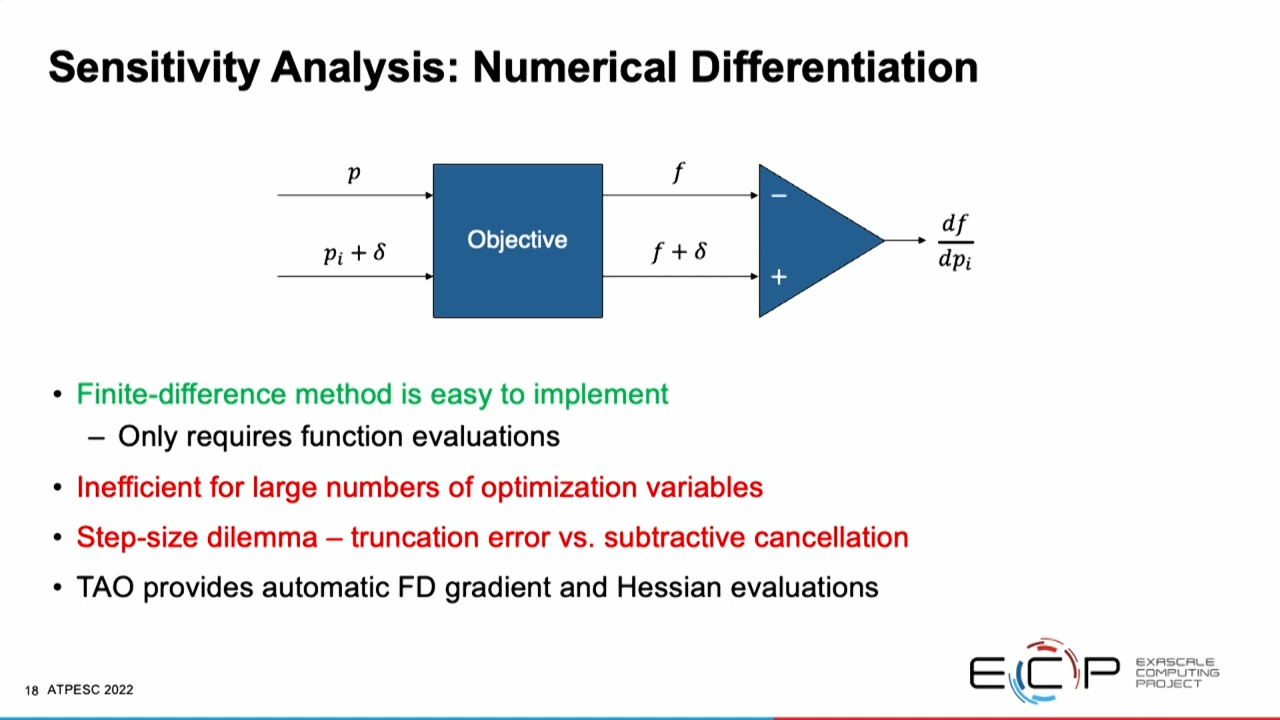 Sensitivity Analysis: Numerical Differentiation
p
f
−
Objective
df
dpᵢ
pᵢ + δ
f + δ
+
• Finite-difference method is easy to implement
– Only requires function evaluations
• Inefficient for large numbers of optimization variables
• Step-size dilemma – truncation error vs. subtractive cancellation
• TAO provides automatic FD gradient and Hessian evaluations
18 ATPESC 2022
ECP
EXASCALE
COMPUTING
PROJECT